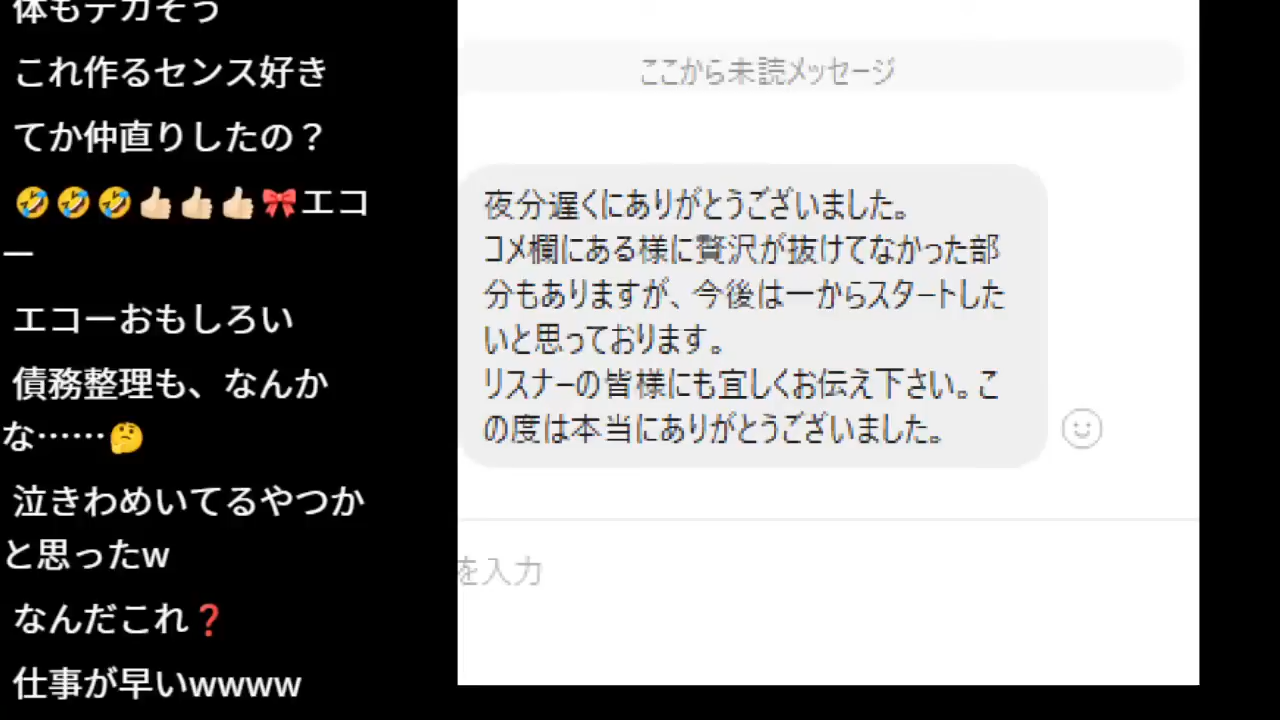 体もデカそう
これ作るセンス好き
てか仲直りしたの？
🤣🤣🤣👍🏻👍🏻👍🏻🎀エコ
ー
エコーおもしろい
債務整理も、なんか
な……🤔
泣きわめいてるやつか
と思ったw
なんだこれ❓
仕事が早いwwww
ここから未読メッセージ
夜分遅くにありがとうございました。
コメ欄にある様に贅沢が抜けてなかった部
分もありますが、今後は一からスタートした
いと思っております。
リスナーの皆様にも宜しくお伝え下さい。こ
の度は本当にありがとうございました。
を入力